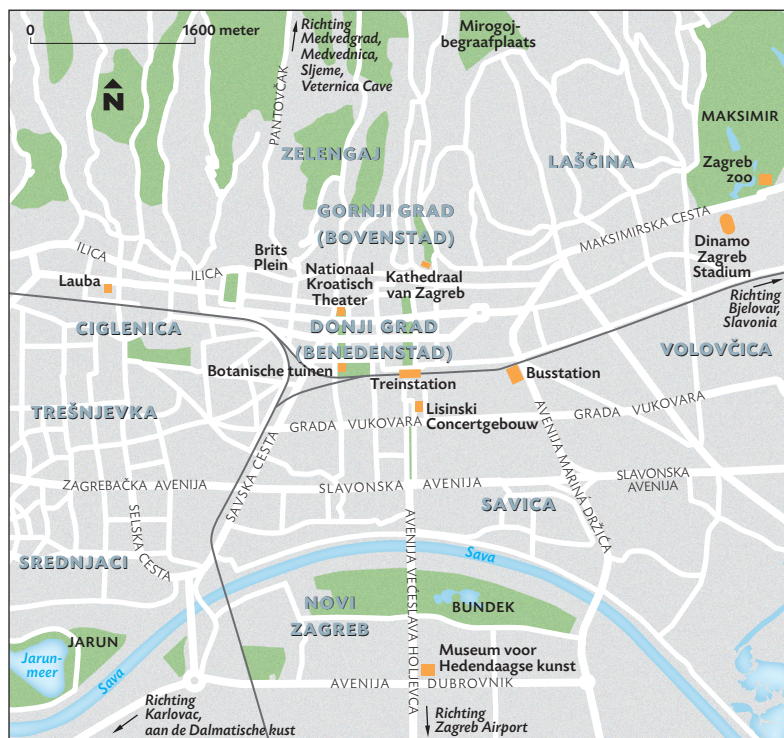 0
1600 meter
Richting
Medvedgrad,
Medvednica,
Sljeme,
Veternica Cave
Mirogoj-
begraafplaats
N
PANTOVČAK
MAKSIMIR
ZELENGAJ
LAŠĆINA
Zagreb
zoo
GORNJI GRAD
(BOVENSTAD)
MAKSIMIRSKA CESTA
Dinamo
Zagreb
Stadium
ILICA
Brits
Plein
ILICA
Lauba
Nationaal
Kroatisch
Theater
Kathedraal
van Zagreb
Richting
Bjelovar,
Slavonia
CIGLENICA
DONJI GRAD
(BENEDENSTAD)
VOLOVČICA
Botanische tuinen
Treinstation
Busstation
TREŠNJEVKA
Lisinski
Concertgebouw
GRADA VUKOVARA
GRADA VUKOVARA
SAVSKA CESTA
AVENIJA MARINA DRŽIĆA
ZAGREBAČKA AVENIJA
SLAVONSKA AVENIJA
SLAVONSKA
AVENIJA
SELSKA CESTA
SAVICA
AVENIJA VEĆESLAVA HOLJEVCA
SREDNJACI
Sava
NOVI
ZAGREB
BUNDEK
JARUN
Jarun-
meer
Sava
Museum voor
Hedendaagse kunst
AVENIJA DUBROVNIK
Richting
Karlovac,
aan de Dalmatische kust
Richting
Zagreb Airport